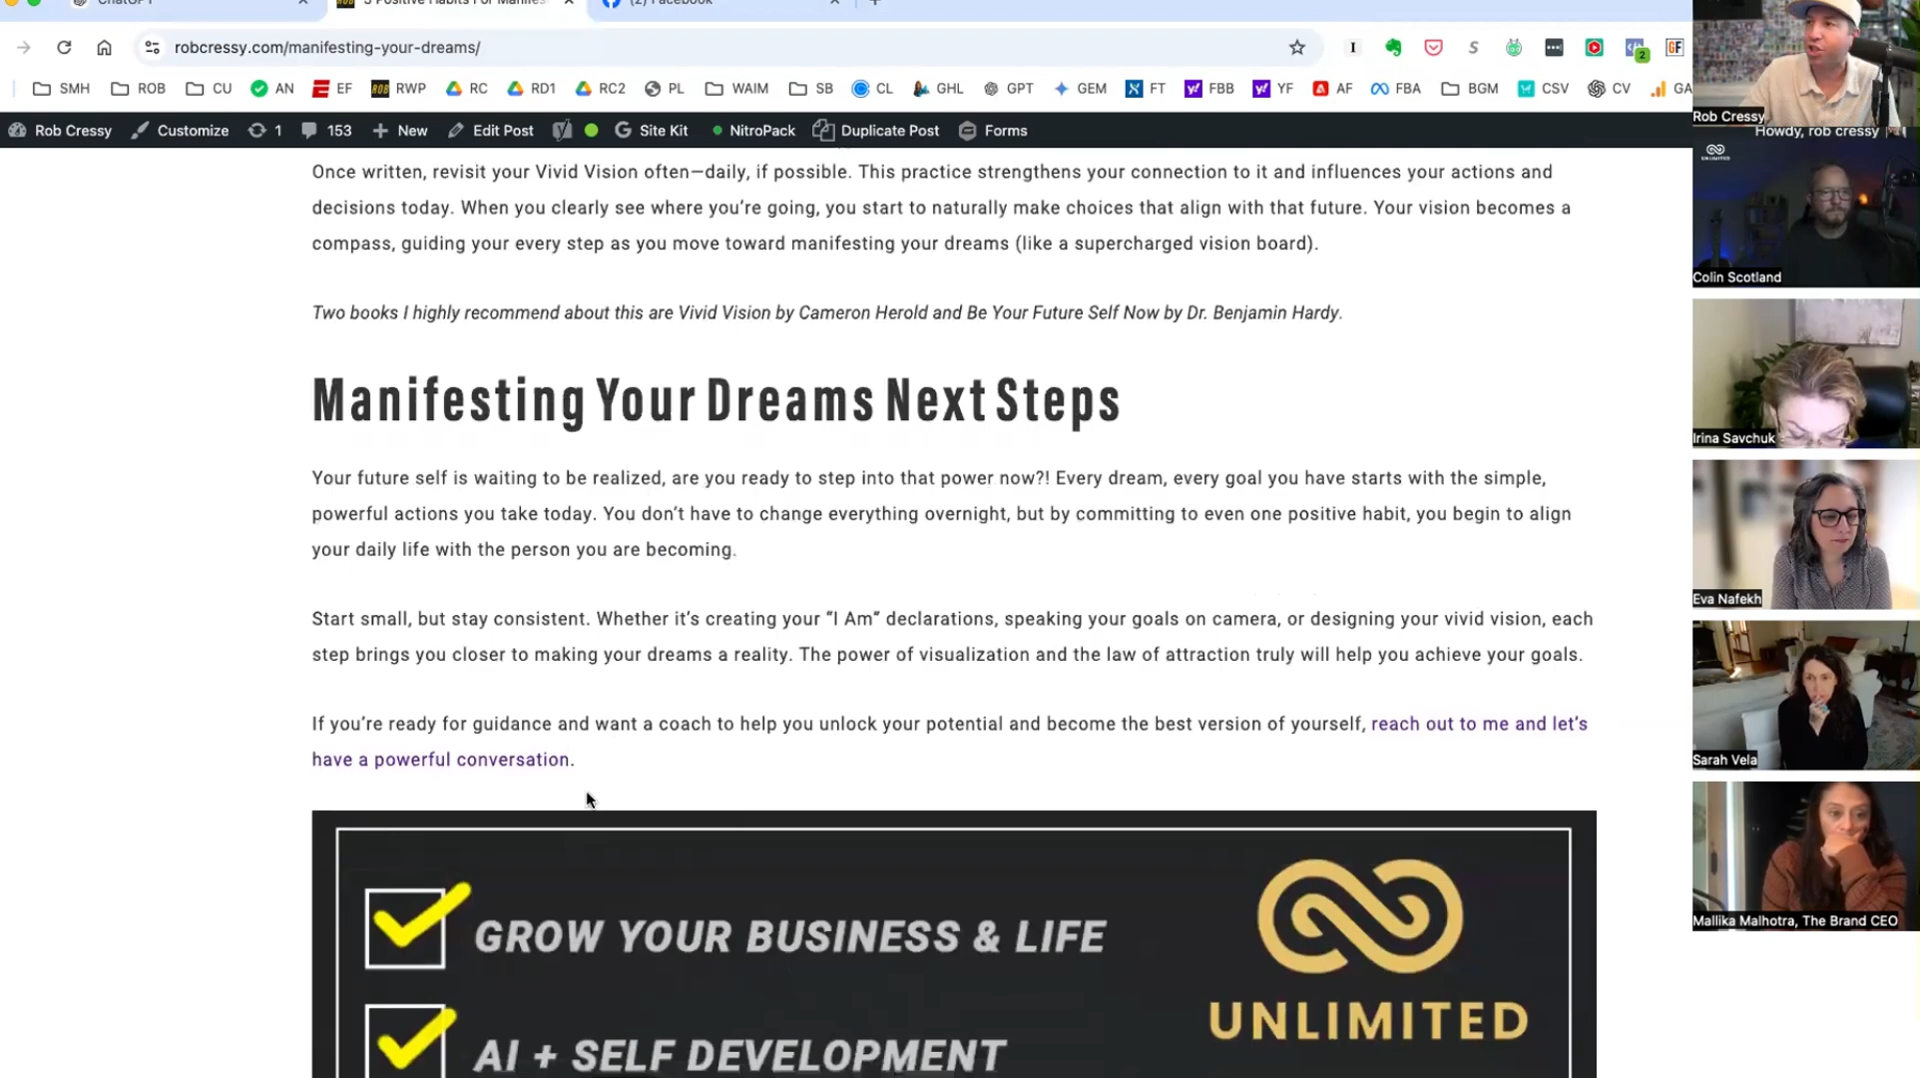 ChatGPT
5 Positive Habits For Manifes
(2) Facebook
robcressy.com/manifesting-your-dreams/
SMH ROB CU AN EF RWP RC RD1 RC2 PL WAIM SB CL GHL GPT GEM FT FBB YF AF FBA BGM CSV CV GA
Rob Cressy Customize 1 153 New Edit Post Site Kit NitroPack Duplicate Post Forms Howdy, rob cressy
Once written, revisit your Vivid Vision often—daily, if possible. This practice strengthens your connection to it and influences your actions and
decisions today. When you clearly see where you're going, you start to naturally make choices that align with that future. Your vision becomes a
compass, guiding your every step as you move toward manifesting your dreams (like a supercharged vision board).
Two books I highly recommend about this are Vivid Vision by Cameron Herold and Be Your Future Self Now by Dr. Benjamin Hardy.
Manifesting Your Dreams Next Steps
Your future self is waiting to be realized, are you ready to step into that power now?! Every dream, every goal you have starts with the simple,
powerful actions you take today. You don't have to change everything overnight, but by committing to even one positive habit, you begin to align
your daily life with the person you are becoming.
Start small, but stay consistent. Whether it's creating your “I Am” declarations, speaking your goals on camera, or designing your vivid vision, each
step brings you closer to making your dreams a reality. The power of visualization and the law of attraction truly will help you achieve your goals.
If you're ready for guidance and want a coach to help you unlock your potential and become the best version of yourself, reach out to me and let's
have a powerful conversation.
GROW YOUR BUSINESS & LIFE
AI + SELF DEVELOPMENT
UNLIMITED
Rob Cressy
UNLIMITED
Colin Scotland
Irina Savchuk
Eva Nafekh
Sarah Vela
Mallika Malhotra, The Brand CEO